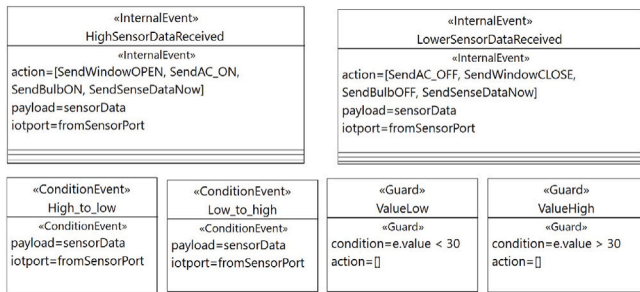 «InternalEvent»
HighSensorDataReceived
«InternalEvent»
action=[SendWindowOPEN, SendAC_ON,
SendBulbON, SendSenseDataNow]
payload=sensorData
iotport=fromSensorPort
«InternalEvent»
LowerSensorDataReceived
«InternalEvent»
action=[SendAC_OFF, SendWindowCLOSE,
SendBulbOFF, SendSenseDataNow]
payload=sensorData
iotport=fromSensorPort
«ConditionEvent»
High_to_low
«ConditionEvent»
payload=sensorData
iotport=fromSensorPort
«ConditionEvent»
Low_to_high
«ConditionEvent»
payload=sensorData
iotport=fromSensorPort
«Guard»
ValueLow
«Guard»
condition=e.value < 30
action=[]
«Guard»
ValueHigh
«Guard»
condition=e.value > 30
action=[]